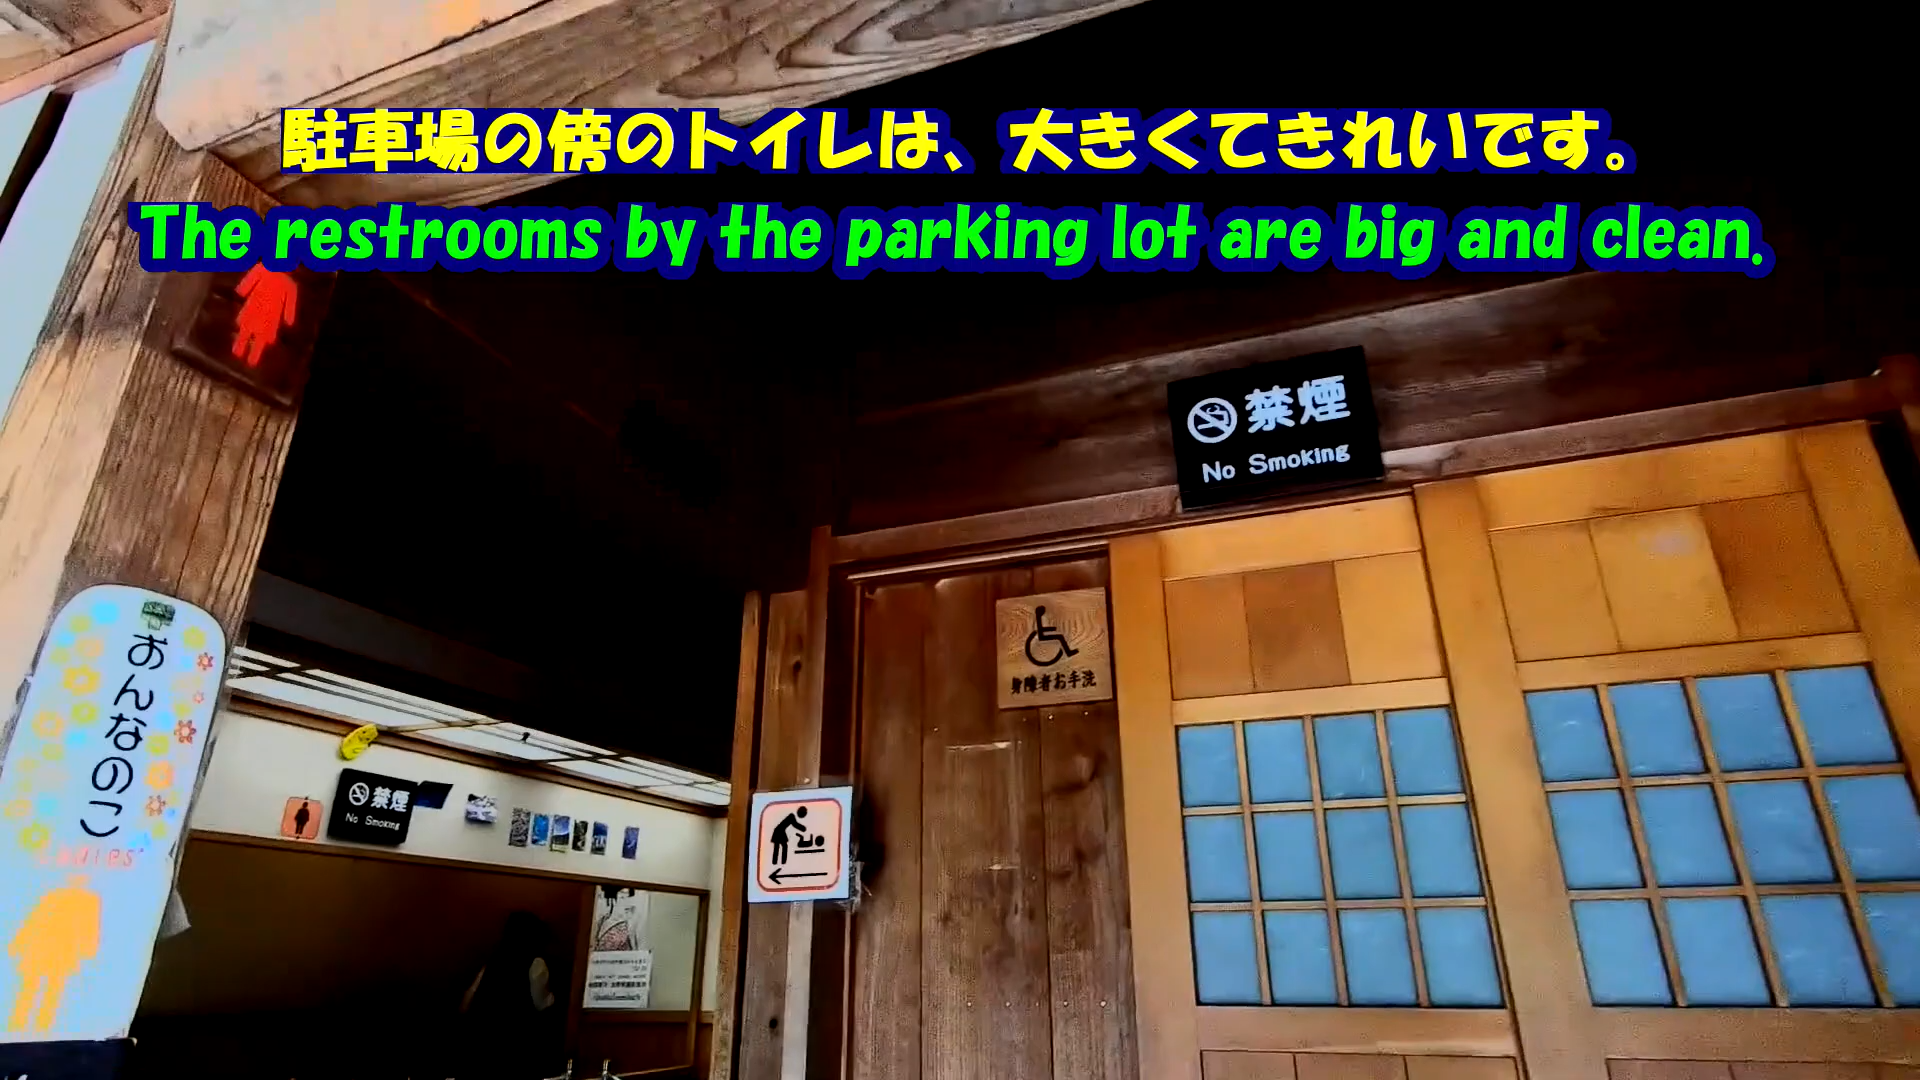 駐車場の傍のトイレは、大きくてきれいです。
The restrooms by the parking lot are big and clean.
禁煙
No Smoking
身障者お手洗
おんなのこ
Ladies
禁煙
No Smoking